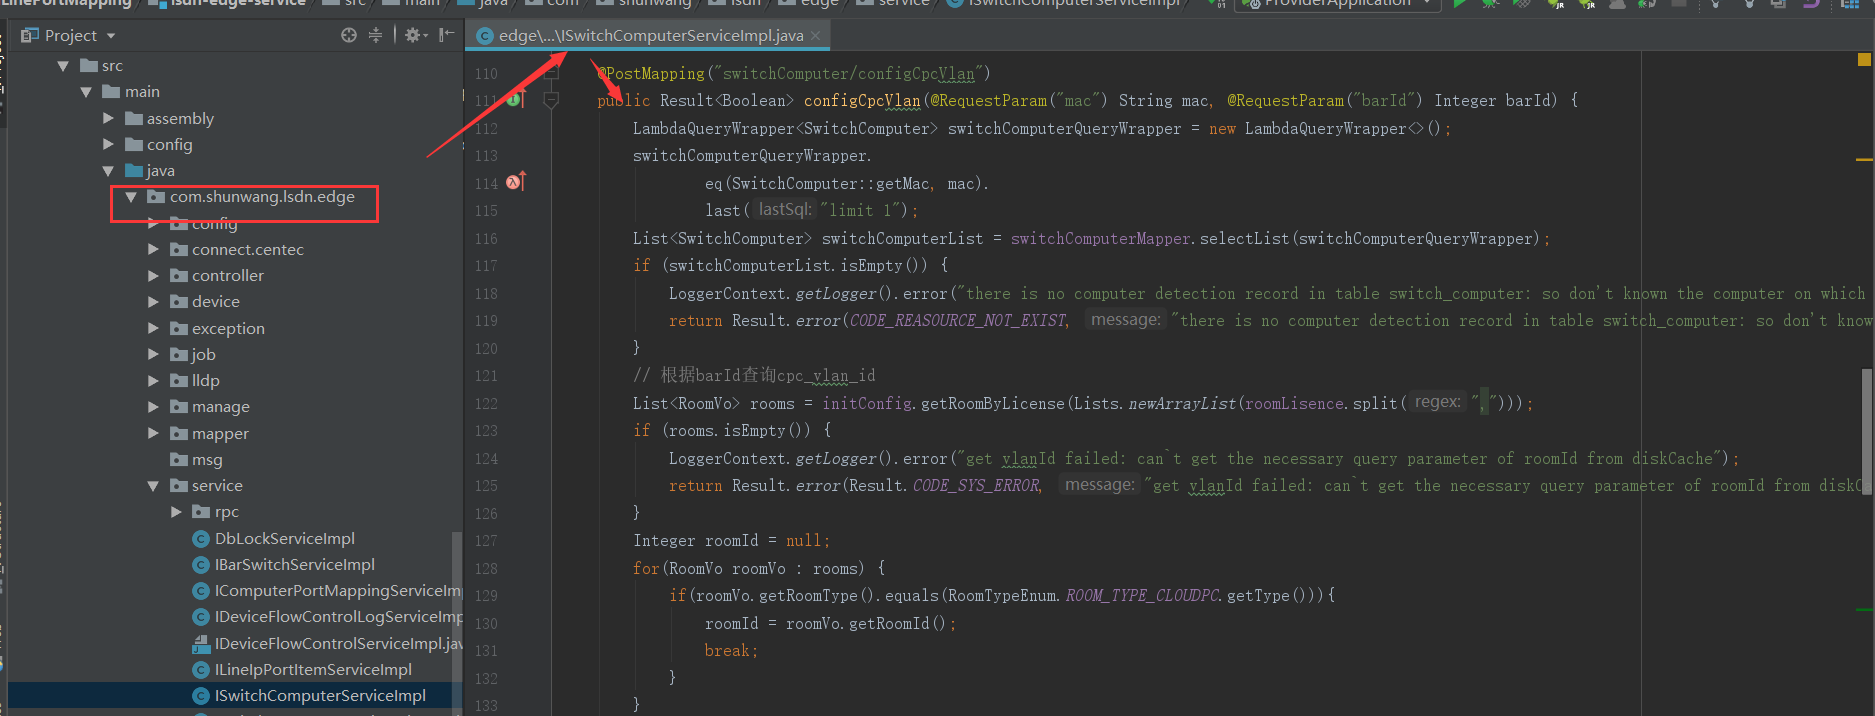 LinePortMapping lsdn-edge-service src main java com shunwang lsdn edge service ISwitchComputerServiceImpl ProviderApplication
Project
edge\...\ISwitchComputerServiceImpl.java
src
main
assembly
config
java
com.shunwang.lsdn.edge
config
connect.centec
controller
device
exception
job
lldp
manage
mapper
msg
service
rpc
DbLockServiceImpl
IBarSwitchServiceImpl
IComputerPortMappingServiceImp
IDeviceFlowControlLogServiceImp
IDeviceFlowControlServiceImpl.jav
ILineIpPortItemServiceImpl
ISwitchComputerServiceImpl
110 @PostMapping("switchComputer/configCpcVlan")
111 public Result<Boolean> configCpcVlan(@RequestParam("mac") String mac, @RequestParam("barId") Integer barId) {
112 LambdaQueryWrapper<SwitchComputer> switchComputerQueryWrapper = new LambdaQueryWrapper<>();
113 switchComputerQueryWrapper.
114 eq(SwitchComputer::getMac, mac).
115 last( lastSql: "limit 1");
116 List<SwitchComputer> switchComputerList = switchComputerMapper.selectList(switchComputerQueryWrapper);
117 if (switchComputerList.isEmpty()) {
118 LoggerContext.getLogger().error("there is no computer detection record in table switch_computer: so don't known the computer on which
119 return Result.error(CODE_REASOURCE_NOT_EXIST, message: "there is no computer detection record in table switch_computer: so don't know
120 }
121 // 根据barId查询cpc_vlan_id
122 List<RoomVo> rooms = initConfig.getRoomByLicense(Lists.newArrayList(roomLisence.split( regex: ",")));
123 if (rooms.isEmpty()) {
124 LoggerContext.getLogger().error("get vlanId failed: can`t get the necessary query parameter of roomId from diskCache");
125 return Result.error(Result.CODE_SYS_ERROR, message: "get vlanId failed: can`t get the necessary query parameter of roomId from diskCa
126 }
127 Integer roomId = null;
128 for(RoomVo roomVo : rooms) {
129 if(roomVo.getRoomType().equals(RoomTypeEnum.ROOM_TYPE_CLOUDPC.getType())){
130 roomId = roomVo.getRoomId();
131 break;
132 }
133 }